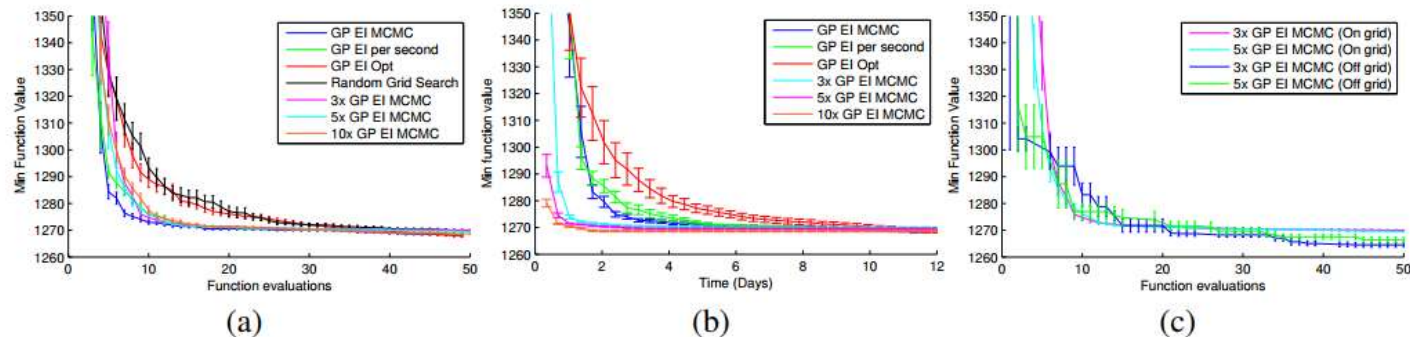 1350
1340
1330
1320
1310
1300
1290
1280
1270
1260
Min Function Value
0 10 20 30 40 50
Function evaluations
GP EI MCMC
GP EI per second
GP EI Opt
Random Grid Search
3x GP EI MCMC
5x GP EI MCMC
10x GP EI MCMC
(a)
1350
1340
1330
1320
1310
1300
1290
1280
1270
1260
Min function value
0 2 4 6 8 10 12
Time (Days)
GP EI MCMC
GP EI per second
GP EI Opt
3x GP EI MCMC
5x GP EI MCMC
10x GP EI MCMC
(b)
1350
1340
1330
1320
1310
1300
1290
1280
1270
1260
Min Function Value
0 10 20 30 40 50
Function evaluations
3x GP EI MCMC (On grid)
5x GP EI MCMC (On grid)
3x GP EI MCMC (Off grid)
5x GP EI MCMC (Off grid)
(c)